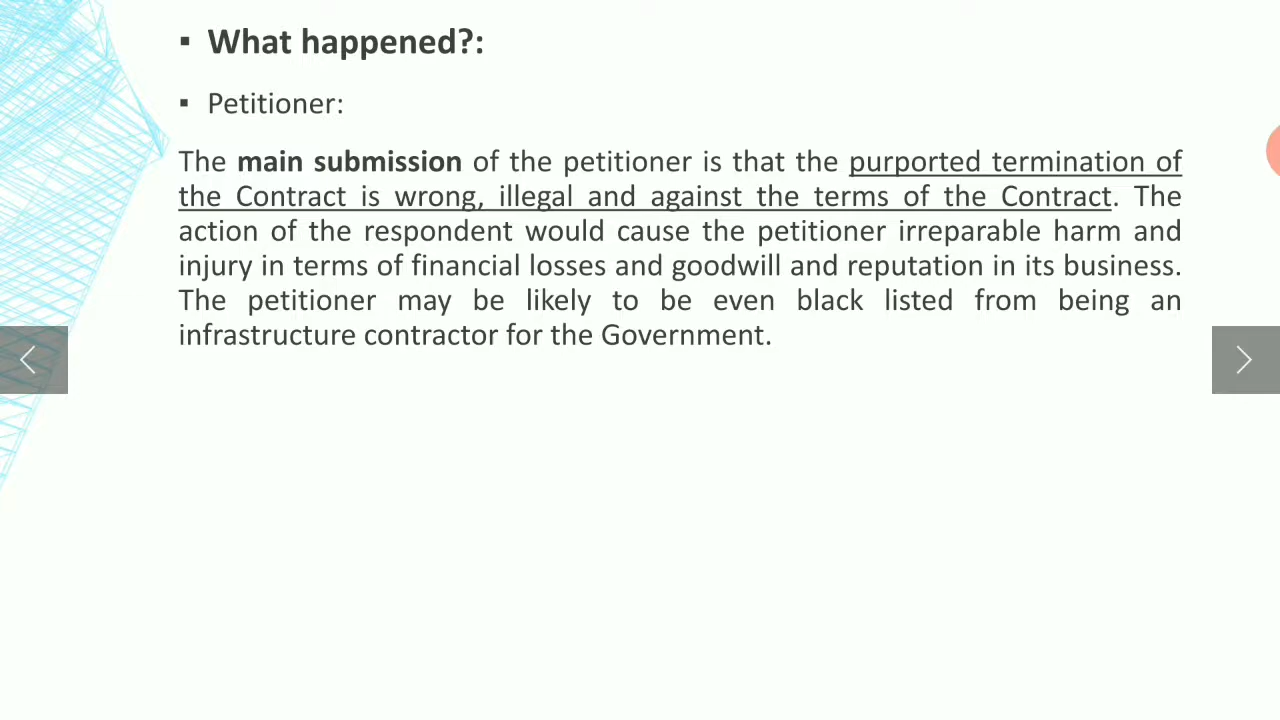 ▪ What happened?:
▪ Petitioner:
The main submission of the petitioner is that the purported termination of
the Contract is wrong, illegal and against the terms of the Contract. The
action of the respondent would cause the petitioner irreparable harm and
injury in terms of financial losses and goodwill and reputation in its business.
The petitioner may be likely to be even black listed from being an
infrastructure contractor for the Government.